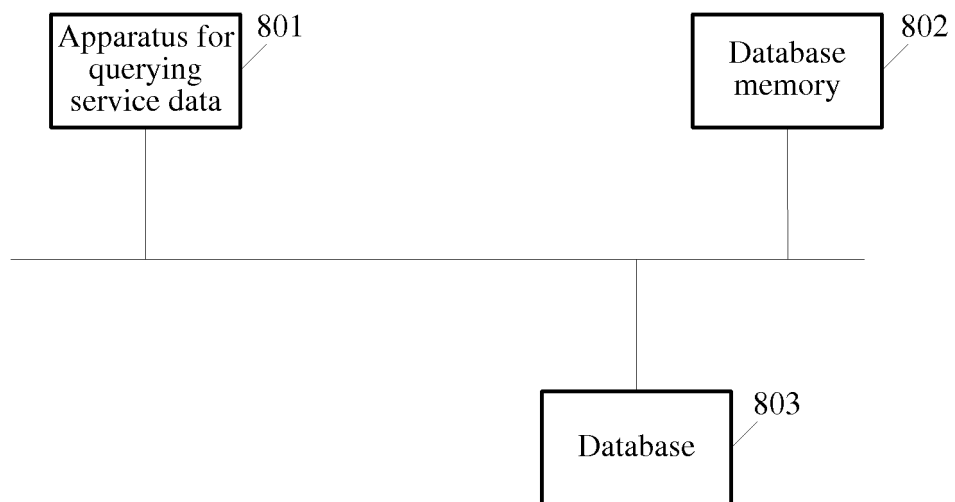 Apparatus for
querying
service data
801
Database
memory
802
Database
803